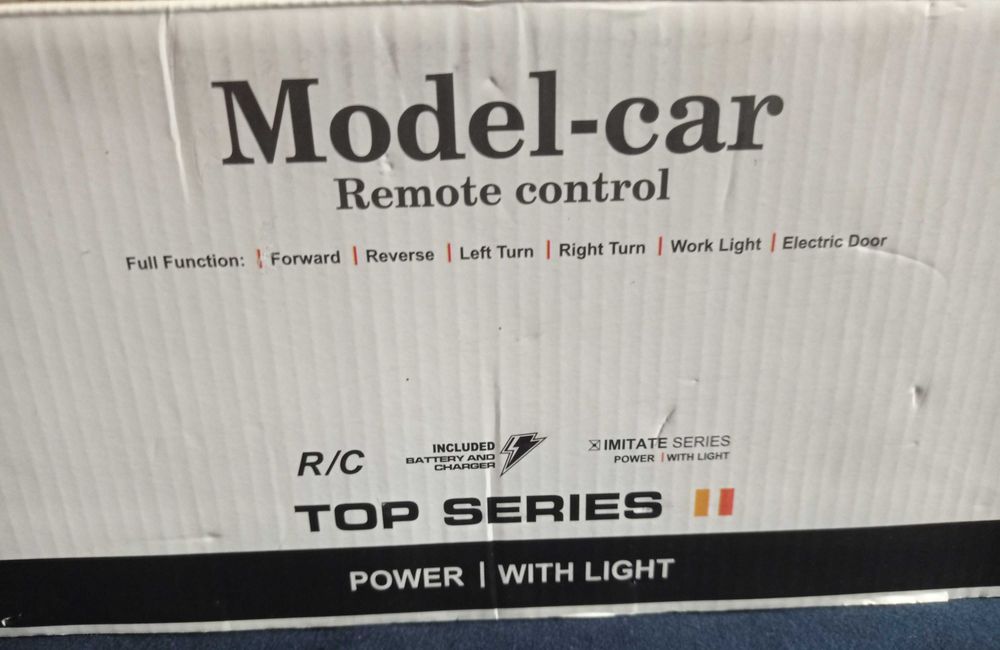 Model-car
Remote control
Full Function: | Forward | Reverse | Left Turn | Right Turn | Work Light | Electric Door
R/C
INCLUDED
BATTERY AND
CHARGER
IMITATE SERIES
POWER | WITH LIGHT
TOP SERIES
POWER | WITH LIGHT